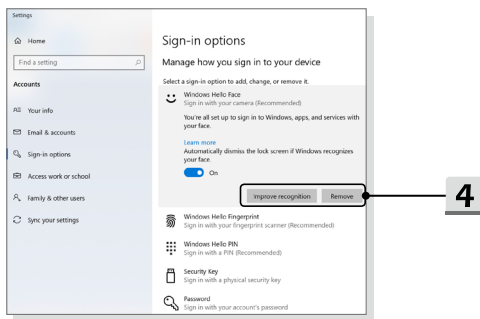 Settings
Home
Find a setting
Accounts
Your info
Email & accounts
Sign-in options
Access work or school
Family & other users
Sync your settings
Sign-in options
Manage how you sign in to your device
Select a sign-in option to add, change, or remove it.
Windows Hello Face
Sign in with your camera (Recommended)
You're all set up to sign in to Windows, apps, and services with
your face.
Learn more
Automatically dismiss the lock screen if Windows recognizes
your face.
On
Improve recognition
Remove
4
Windows Hello Fingerprint
Sign in with your fingerprint scanner (Recommended)
Windows Hello PIN
Sign in with a PIN (Recommended)
Security Key
Sign in with a physical security key
Password
Sign in with your account's password